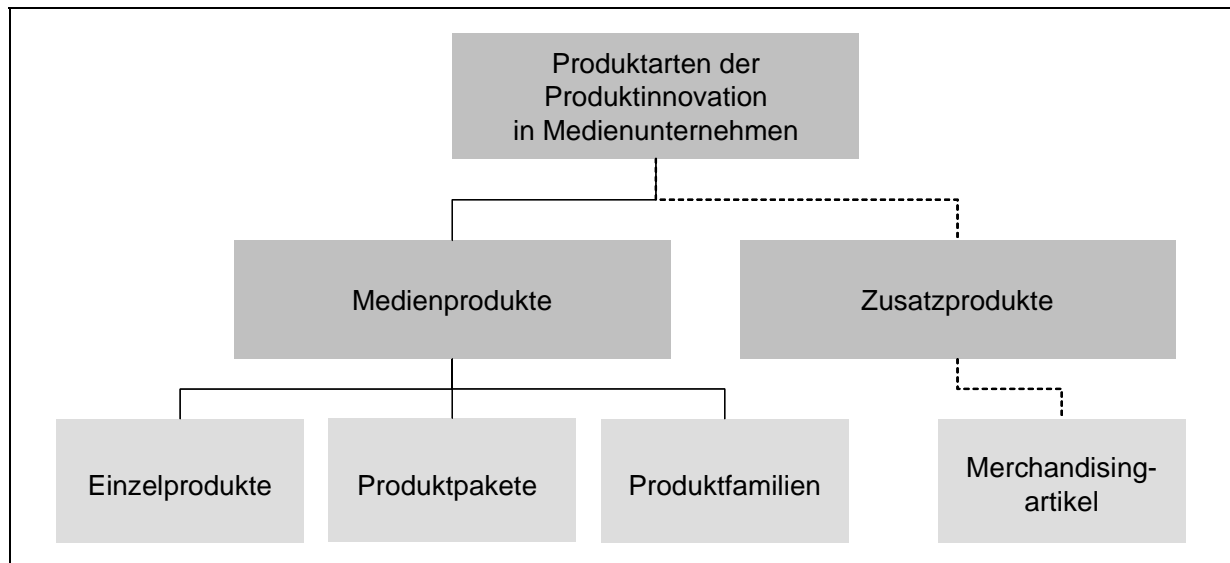 Produktarten der
Produktinnovation
in Medienunternehmen
Medienprodukte
Zusatzprodukte
Einzelprodukte
Produktpakete
Produktfamilien
Merchandising-
artikel